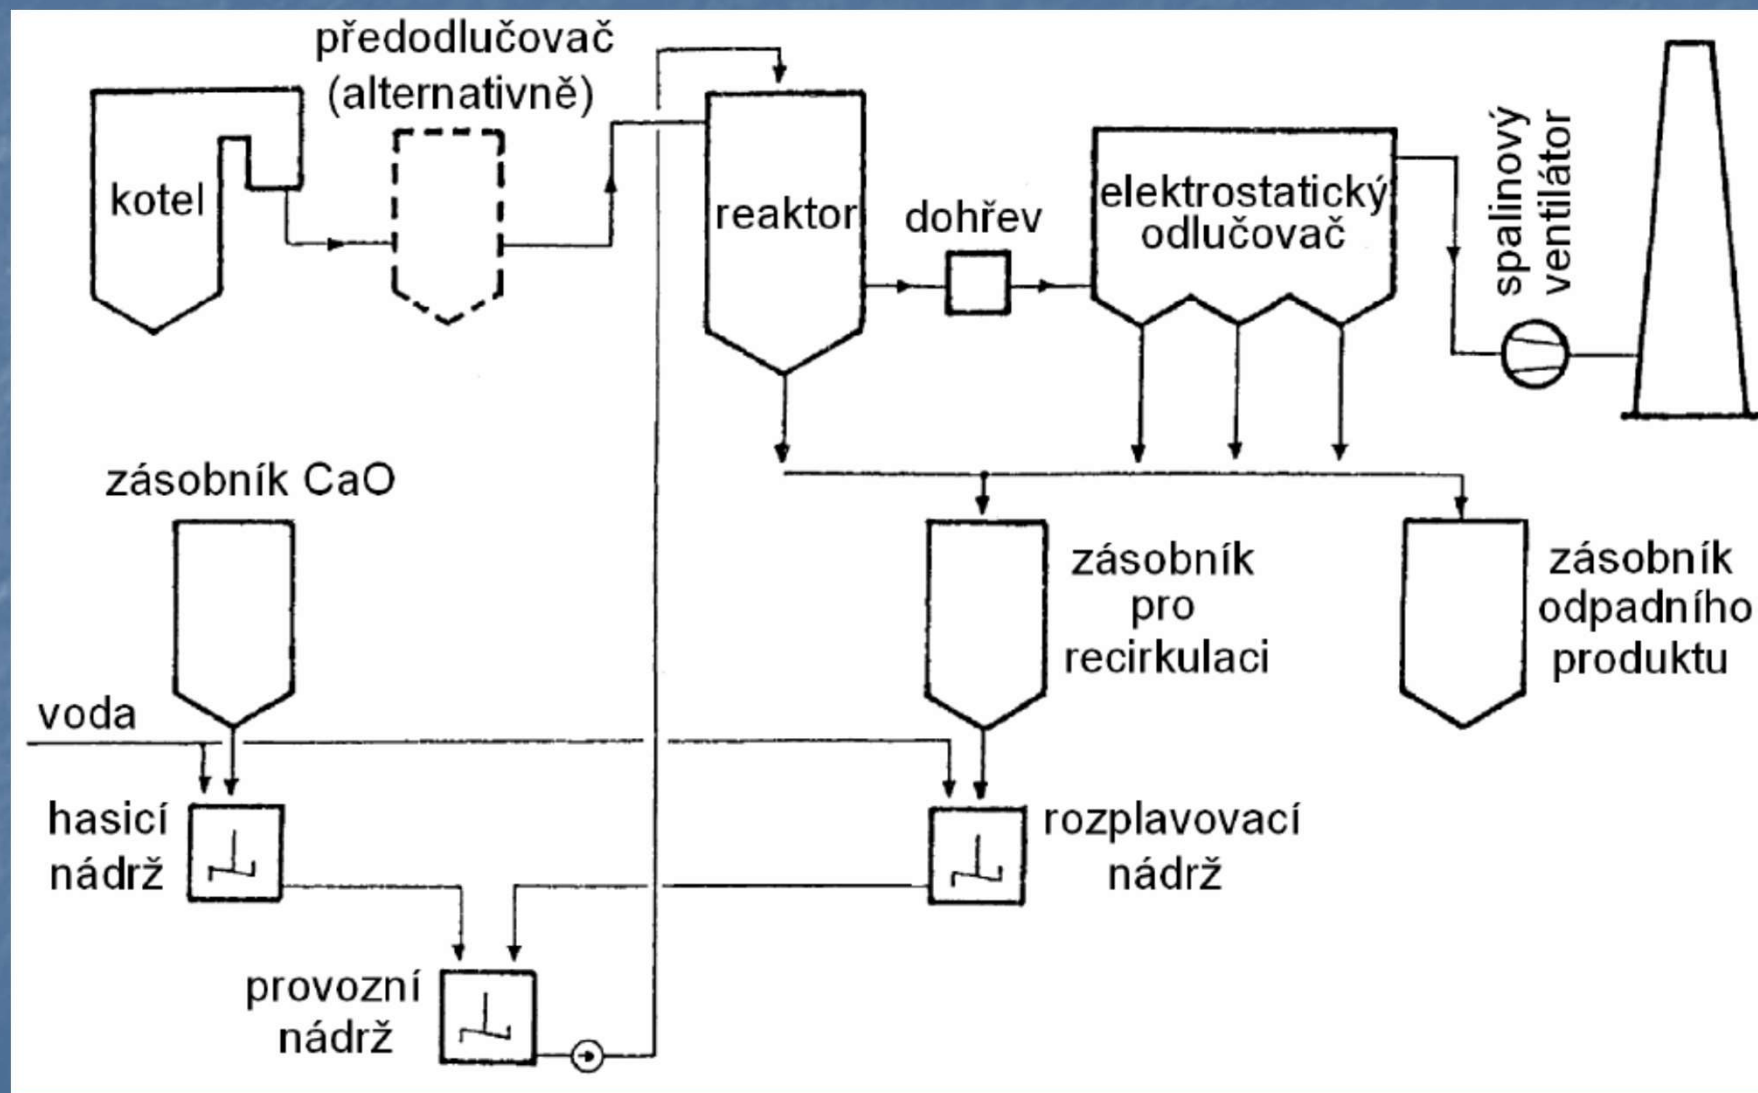 předodlučovač
(alternativně)
kotel
reaktor
dohřev
elektrostatický
odlučovač
spalinový
ventilátor
zásobník CaO
zásobník
pro
recirkulaci
zásobník
odpadního
produktu
voda
hasicí
nádrž
rozplavovací
nádrž
provozní
nádrž